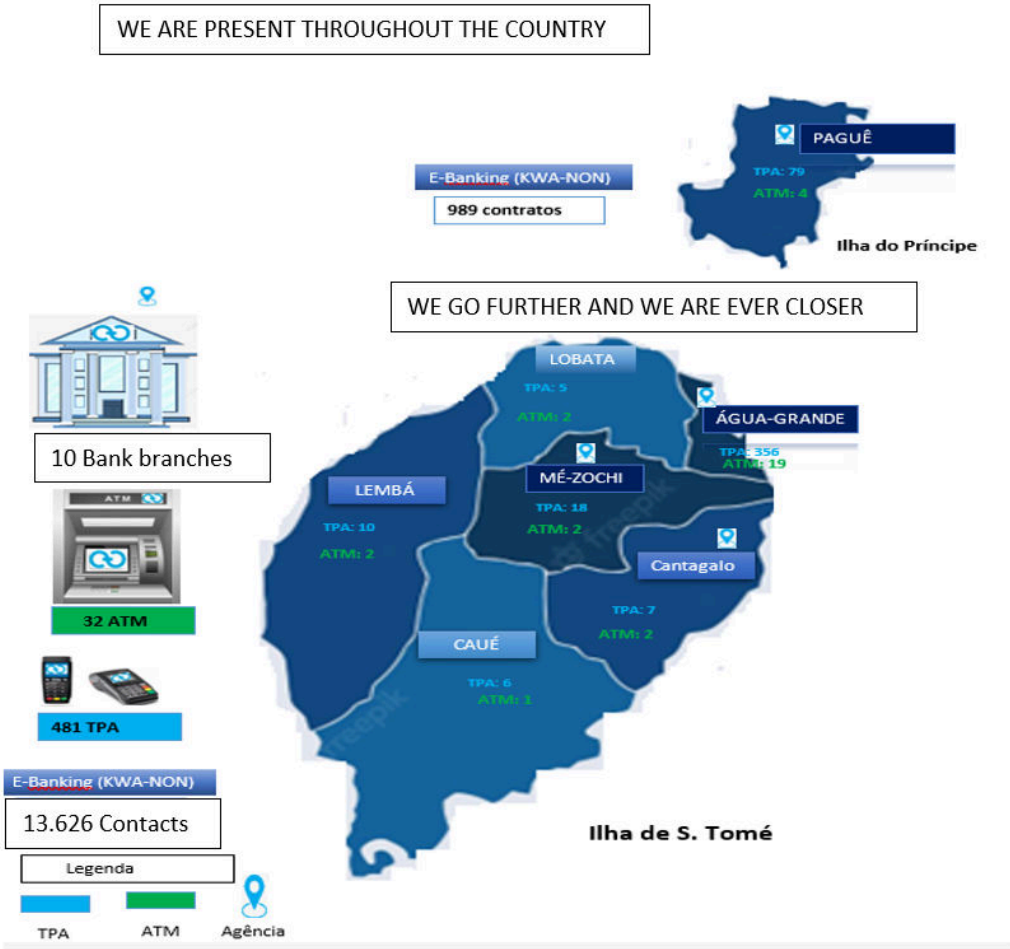 WE ARE PRESENT THROUGHOUT THE COUNTRY
PAGUÊ
TPA: 79
ATM: 4
E-Banking (KWA-NON)
989 contratos
Ilha do Príncipe
WE GO FURTHER AND WE ARE EVER CLOSER
10 Bank branches
ATM
32 ATM
481 TPA
E-Banking (KWA-NON)
13.626 Contacts
LOBATA
TPA: 5
ATM: 2
ÁGUA-GRANDE
TPA: 356
ATM: 19
MÉ-ZOCHI
TPA: 18
ATM: 2
LEMBÁ
TPA: 10
ATM: 2
Cantagalo
TPA: 7
ATM: 2
CAUÉ
TPA: 6
ATM: 1
freepik
freepik
Ilha de S. Tomé
Legenda
TPA
ATM
Agência